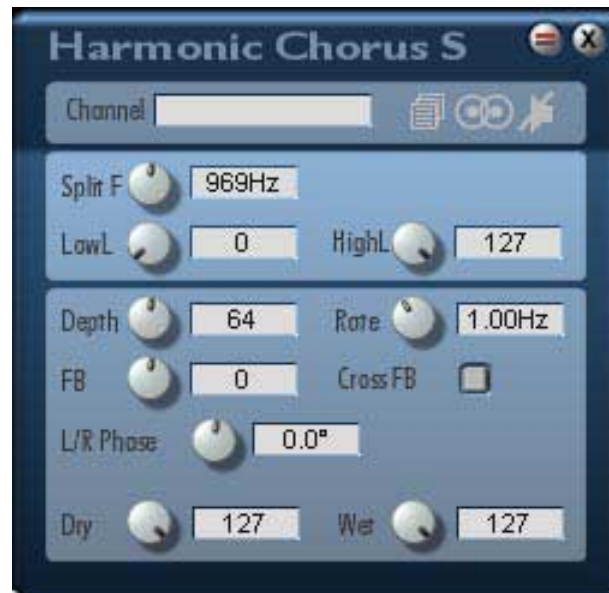 Harmonic Chorus S
Channel
Split F 969Hz
LowL 0 HighL 127
Depth 64 Rate 1.00Hz
FB 0 Cross FB
L/R Phase 0.0°
Dry 127 Wet 127